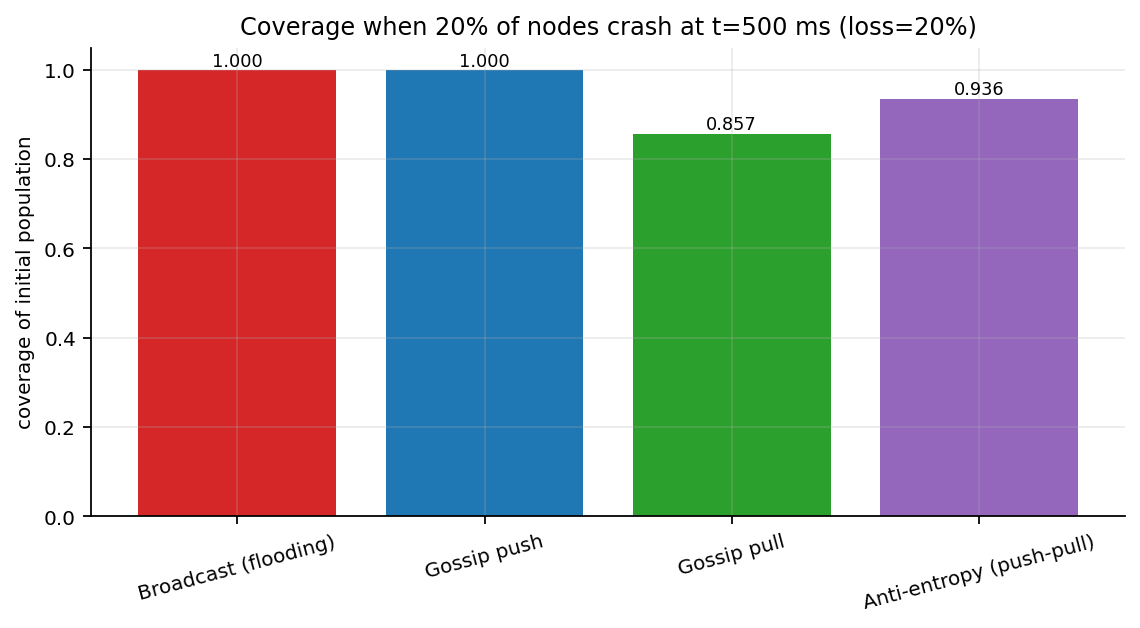 Coverage when 20% of nodes crash at t=500 ms (loss=20%)
coverage of initial population
1.0
0.8
0.6
0.4
0.2
0.0
1.000
1.000
0.857
0.936
Broadcast (flooding)
Gossip push
Gossip pull
Anti-entropy (push-pull)